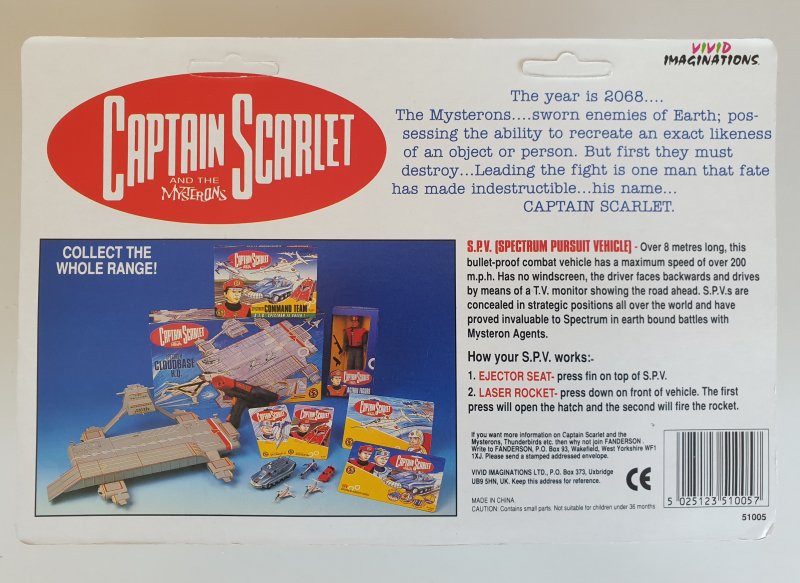 VIVID
IMAGINATIONS
CAPTAIN SCARLET
AND THE
MYSTERONS
The year is 2068....
The Mysterons....sworn enemies of Earth; pos-
sessing the ability to recreate an exact likeness
of an object or person. But first they must
destroy...Leading the fight is one man that fate
has made indestructible...his name...
CAPTAIN SCARLET.
COLLECT THE
WHOLE RANGE!
CAPTAIN SCARLET
COMMAND TEAM
CAPTAIN SCARLET
CLOUDBASE
H.Q.
ACTION FIGURE
S.P.V. (SPECTRUM PURSUIT VEHICLE) - Over 8 metres long, this
bullet-proof combat vehicle has a maximum speed of over 200
m.p.h. Has no windscreen, the driver faces backwards and drives
by means of a T.V. monitor showing the road ahead. S.P.V.s are
concealed in strategic positions all over the world and have
proved invaluable to Spectrum in earth bound battles with
Mysteron Agents.
How your S.P.V. works:-
1. EJECTOR SEAT- press fin on top of S.P.V.
2. LASER ROCKET- press down on front of vehicle. The first
press will open the hatch and the second will fire the rocket.
If you want more information on Captain Scarlet and the
Mysterons, Thunderbirds etc. then why not join FANDERSON .
Write to FANDERSON, P.O. Box 93, Wakefield, West Yorkshire WF1
1XJ. Please send a stamped addressed envelope.
VIVID IMAGINATIONS LTD., P.O. Box 373, Uxbridge
UB9 5HN, UK. Keep this address for reference.
CE
MADE IN CHINA
CAUTION: Contains small parts. Not suitable for children under 36 months
5 025123 510057
51005